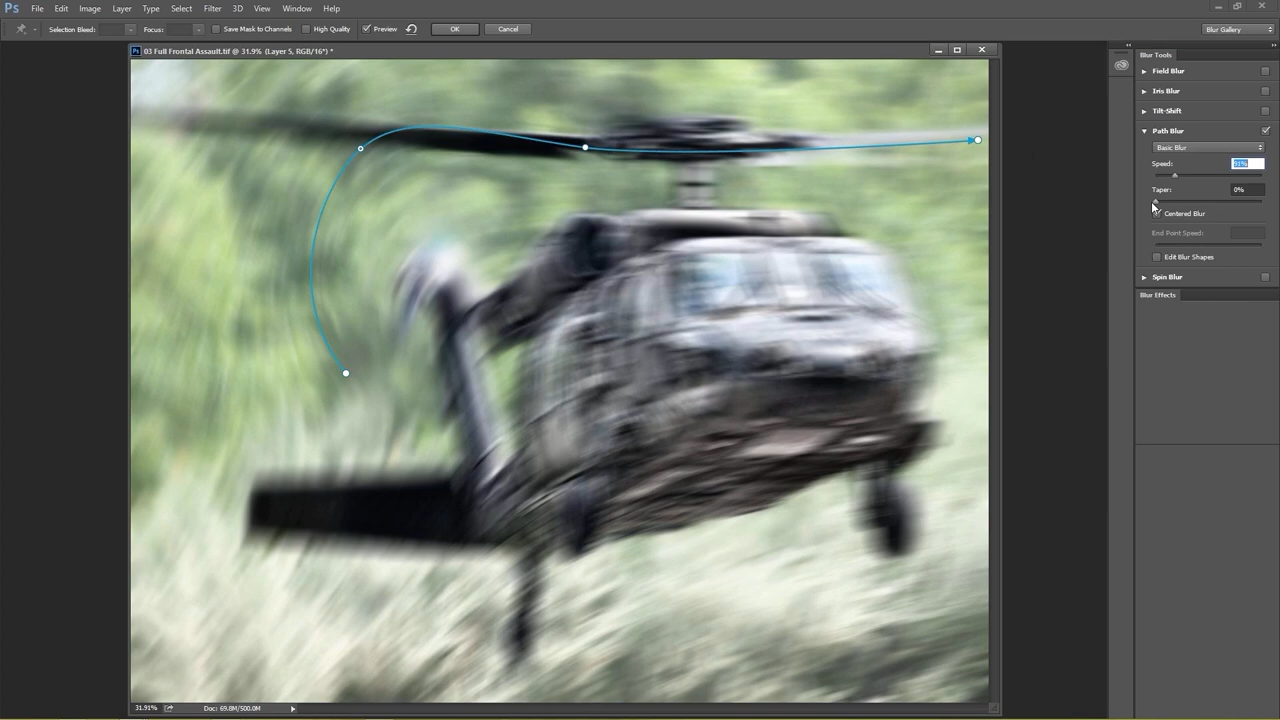 Ps File Edit Image Layer Type Select Filter 3D View Window Help
Selection Bleed: Focus: Save Mask to Channels High Quality Preview OK Cancel Blur Gallery
03 Full Frontal Assault.tif @ 31.9% (Layer 5, RGB/16*) *
Blur Tools
Field Blur
Iris Blur
Tilt-Shift
Path Blur
Basic Blur
Speed:
Taper: 0%
Centered Blur
End Point Speed:
Edit Blur Shapes
Spin Blur
Blur Effects
31.91% Doc: 69.8M/500.0M